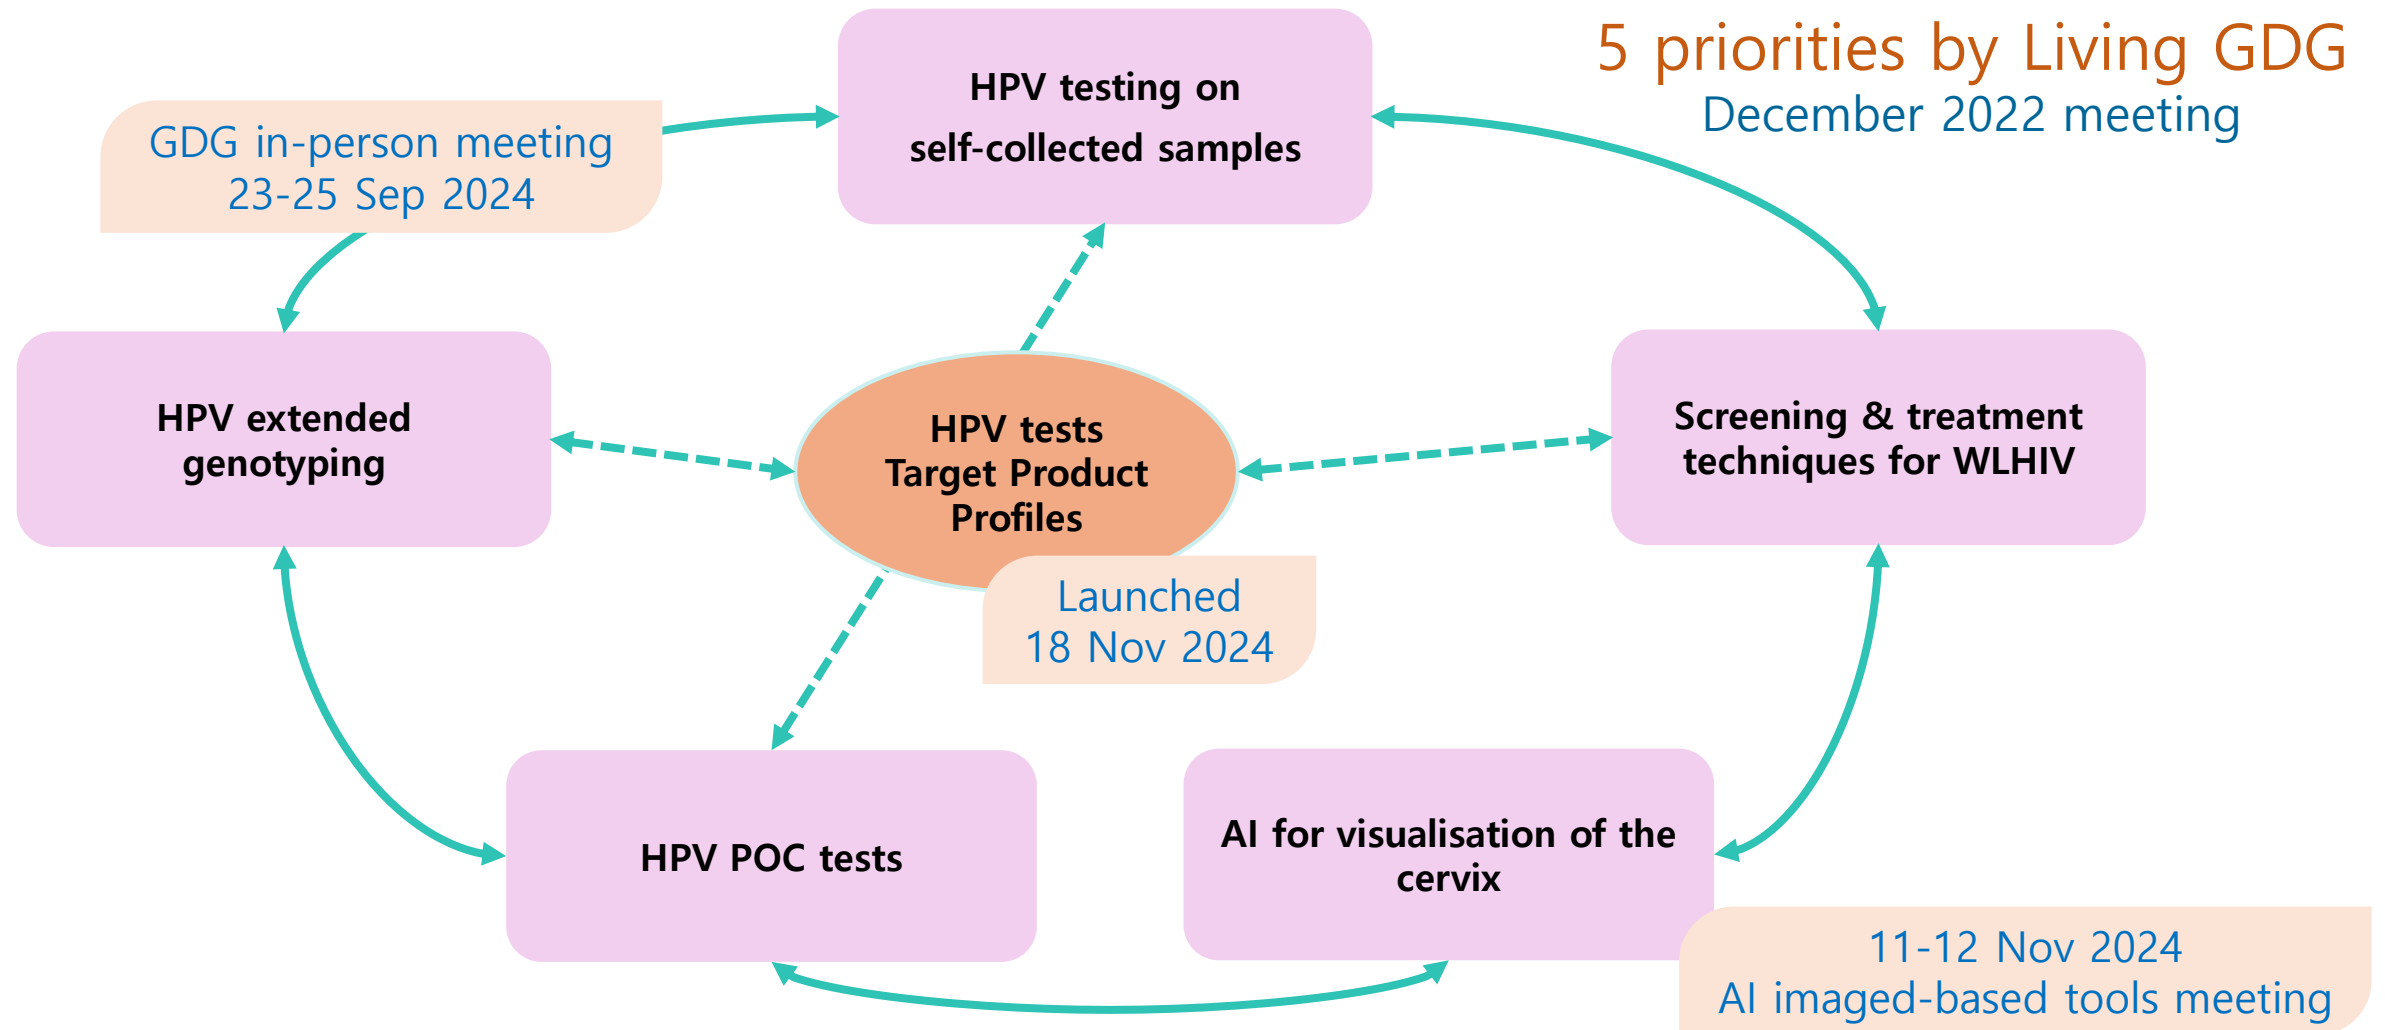 5 priorities by Living GDG
December 2022 meeting
HPV testing on
self-collected samples
GDG in-person meeting
23-25 Sep 2024
HPV extended
genotyping
HPV tests
Target Product
Profiles
Screening & treatment
techniques for WLHIV
Launched
18 Nov 2024
HPV POC tests
AI for visualisation of the
cervix
11-12 Nov 2024
AI imaged-based tools meeting